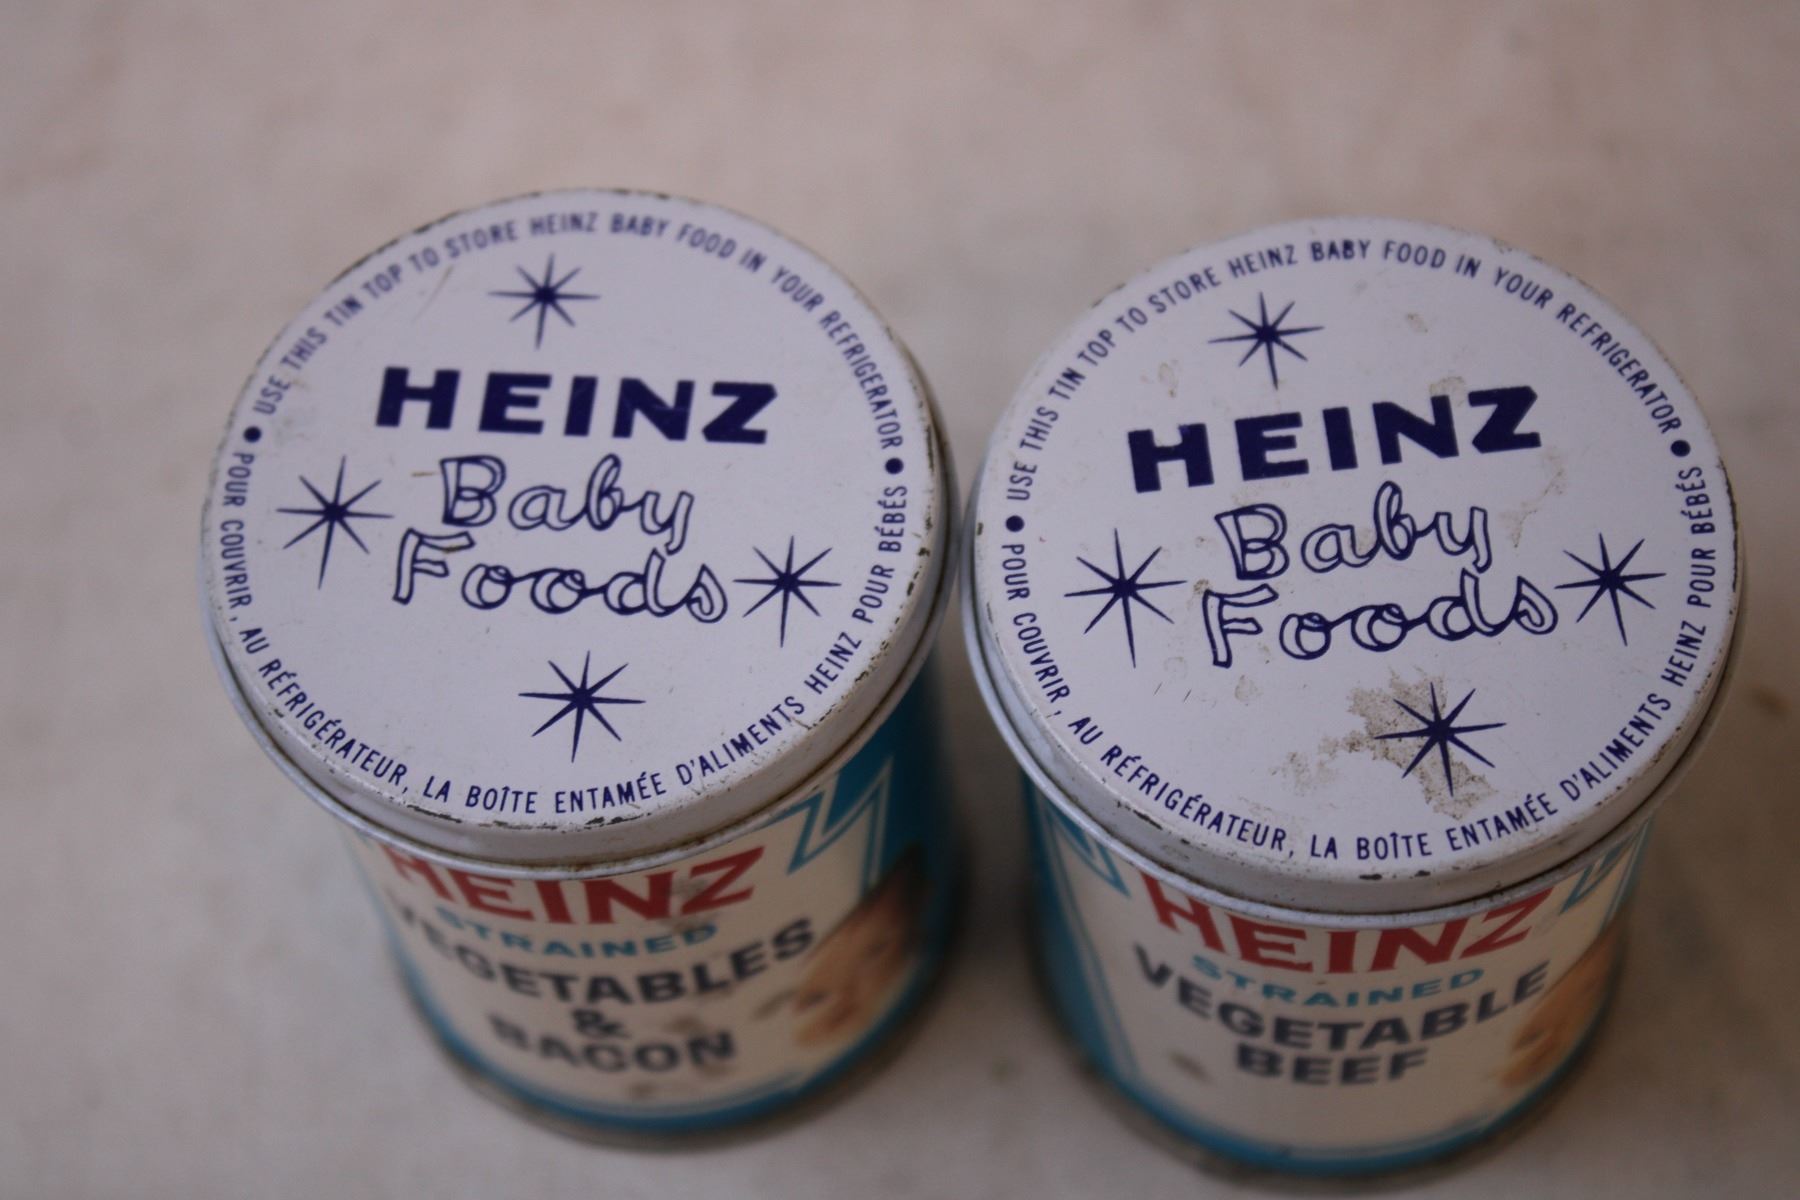 USE THIS TIN TOP TO STORE HEINZ BABY FOOD IN YOUR REFRIGERATOR
HEINZ
Baby
Foods
POUR COUVRIR, AU RÉFRIGÉRATEUR, LA BOÎTE ENTAMÉE D'ALIMENTS HEINZ POUR BÉBÉS
HEINZ
STRAINED
VEGETABLES
&
BACON
USE THIS TIN TOP TO STORE HEINZ BABY FOOD IN YOUR REFRIGERATOR
HEINZ
Baby
Foods
POUR COUVRIR, AU RÉFRIGÉRATEUR, LA BOÎTE ENTAMÉE D'ALIMENTS HEINZ POUR BÉBÉS
HEINZ
STRAINED
VEGETABLE
BEEF